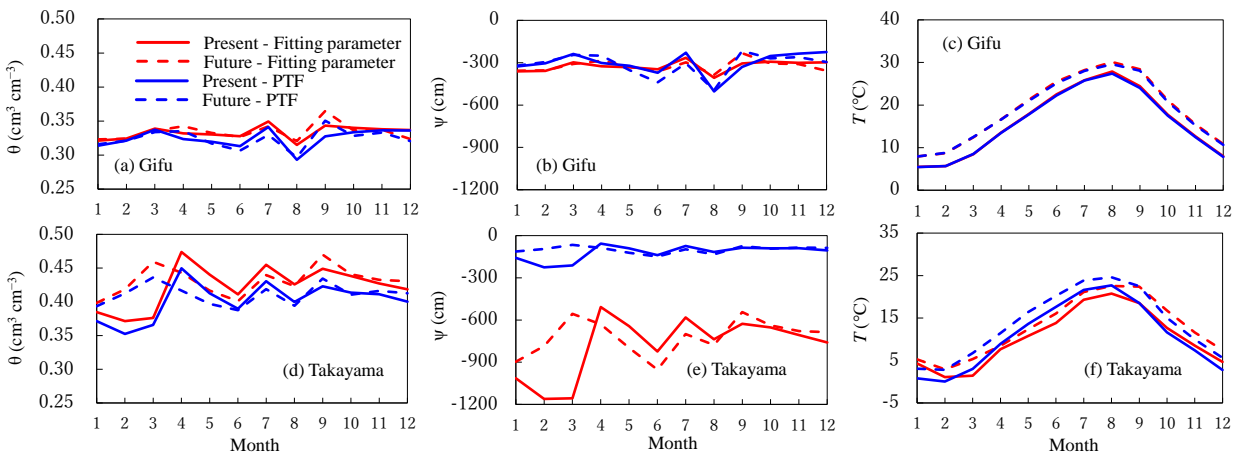 θ (cm³ cm⁻³)
0.50
0.45
0.40
0.35
0.30
0.25
Present - Fitting parameter
Future - Fitting parameter
Present - PTF
Future - PTF
(a) Gifu
1 2 3 4 5 6 7 8 9 10 11 12
ψ (cm)
0
-300
-600
-900
-1200
(b) Gifu
1 2 3 4 5 6 7 8 9 10 11 12
T (°C)
40
30
20
10
0
(c) Gifu
1 2 3 4 5 6 7 8 9 10 11 12
θ (cm³ cm⁻³)
0.50
0.45
0.40
0.35
0.30
0.25
(d) Takayama
1 2 3 4 5 6 7 8 9 10 11 12
Month
ψ (cm)
0
-300
-600
-900
-1200
(e) Takayama
1 2 3 4 5 6 7 8 9 10 11 12
Month
T (°C)
35
25
15
5
-5
(f) Takayama
1 2 3 4 5 6 7 8 9 10 11 12
Month